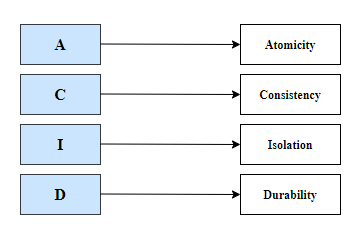 A Atomicity
C Consistency
I Isolation
D Durability